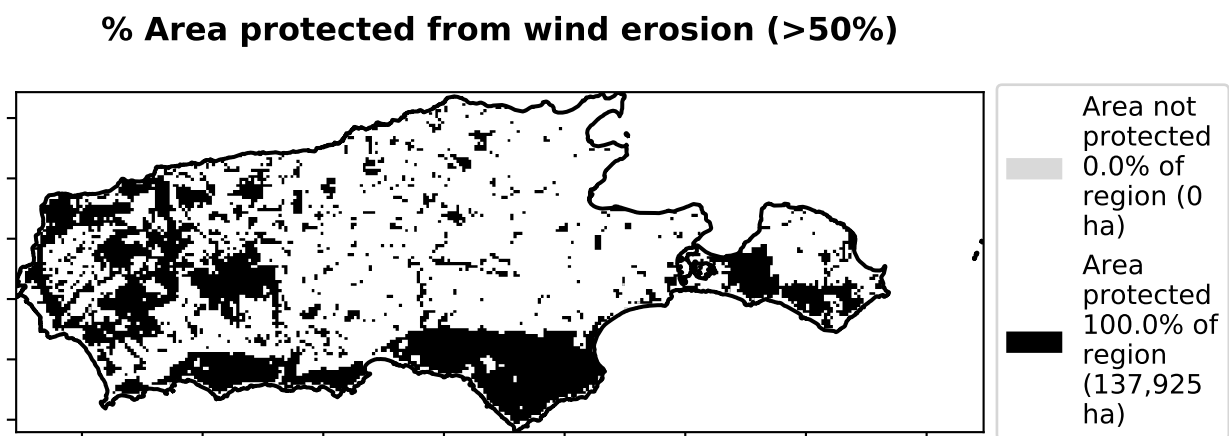 % Area protected from wind erosion (>50%)
Area not
protected
0.0% of
region (0
ha)
Area
protected
100.0% of
region
(137,925
ha)